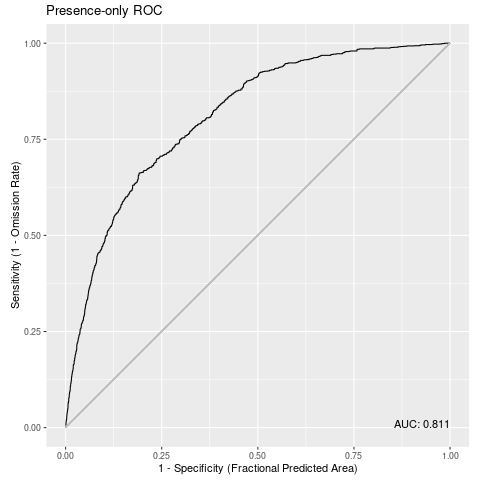 Presence-only ROC
1.00
0.75
0.50
0.25
0.00
Sensitivity (1 - Omission Rate)
AUC: 0.811
0.00 0.25 0.50 0.75 1.00
1 - Specificity (Fractional Predicted Area)